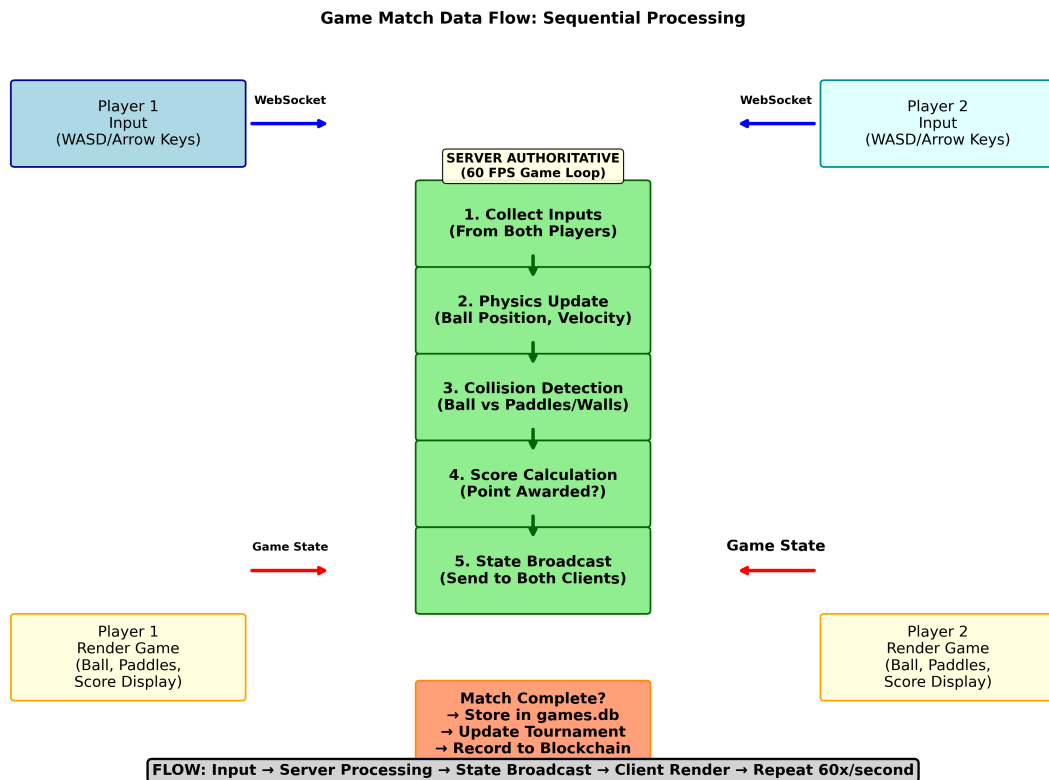 Game Match Data Flow: Sequential Processing
Player 1
Input
(WASD/Arrow Keys)
WebSocket
WebSocket
Player 2
Input
(WASD/Arrow Keys)
SERVER AUTHORITATIVE
(60 FPS Game Loop)
1. Collect Inputs
(From Both Players)
2. Physics Update
(Ball Position, Velocity)
3. Collision Detection
(Ball vs Paddles/Walls)
4. Score Calculation
(Point Awarded?)
5. State Broadcast
(Send to Both Clients)
Game State
Game State
Player 1
Render Game
(Ball, Paddles,
Score Display)
Player 2
Render Game
(Ball, Paddles,
Score Display)
Match Complete?
→ Store in games.db
→ Update Tournament
→ Record to Blockchain
FLOW: Input → Server Processing → State Broadcast → Client Render → Repeat 60x/second